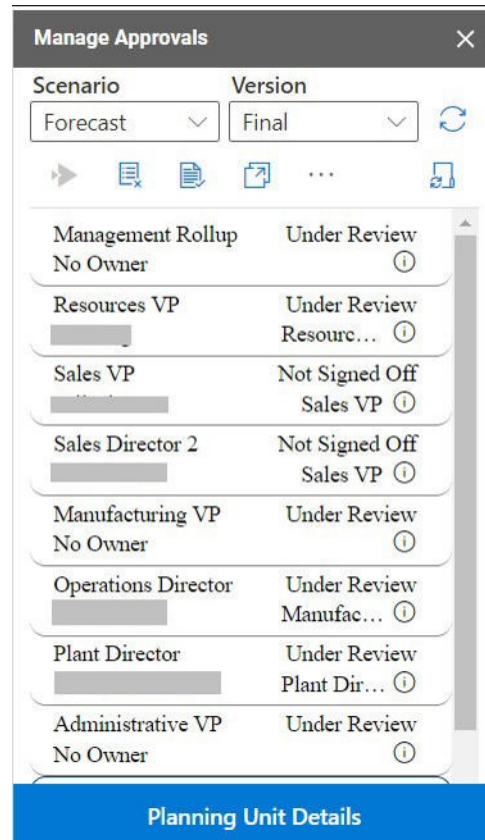 Manage Approvals
Scenario Version
Forecast Final
...
Management Rollup Under Review
No Owner
Resources VP Under Review
Resourc...
Sales VP Not Signed Off
Sales VP
Sales Director 2 Not Signed Off
Sales VP
Manufacturing VP Under Review
No Owner
Operations Director Under Review
Manufac...
Plant Director Under Review
Plant Dir...
Administrative VP Under Review
No Owner
Planning Unit Details